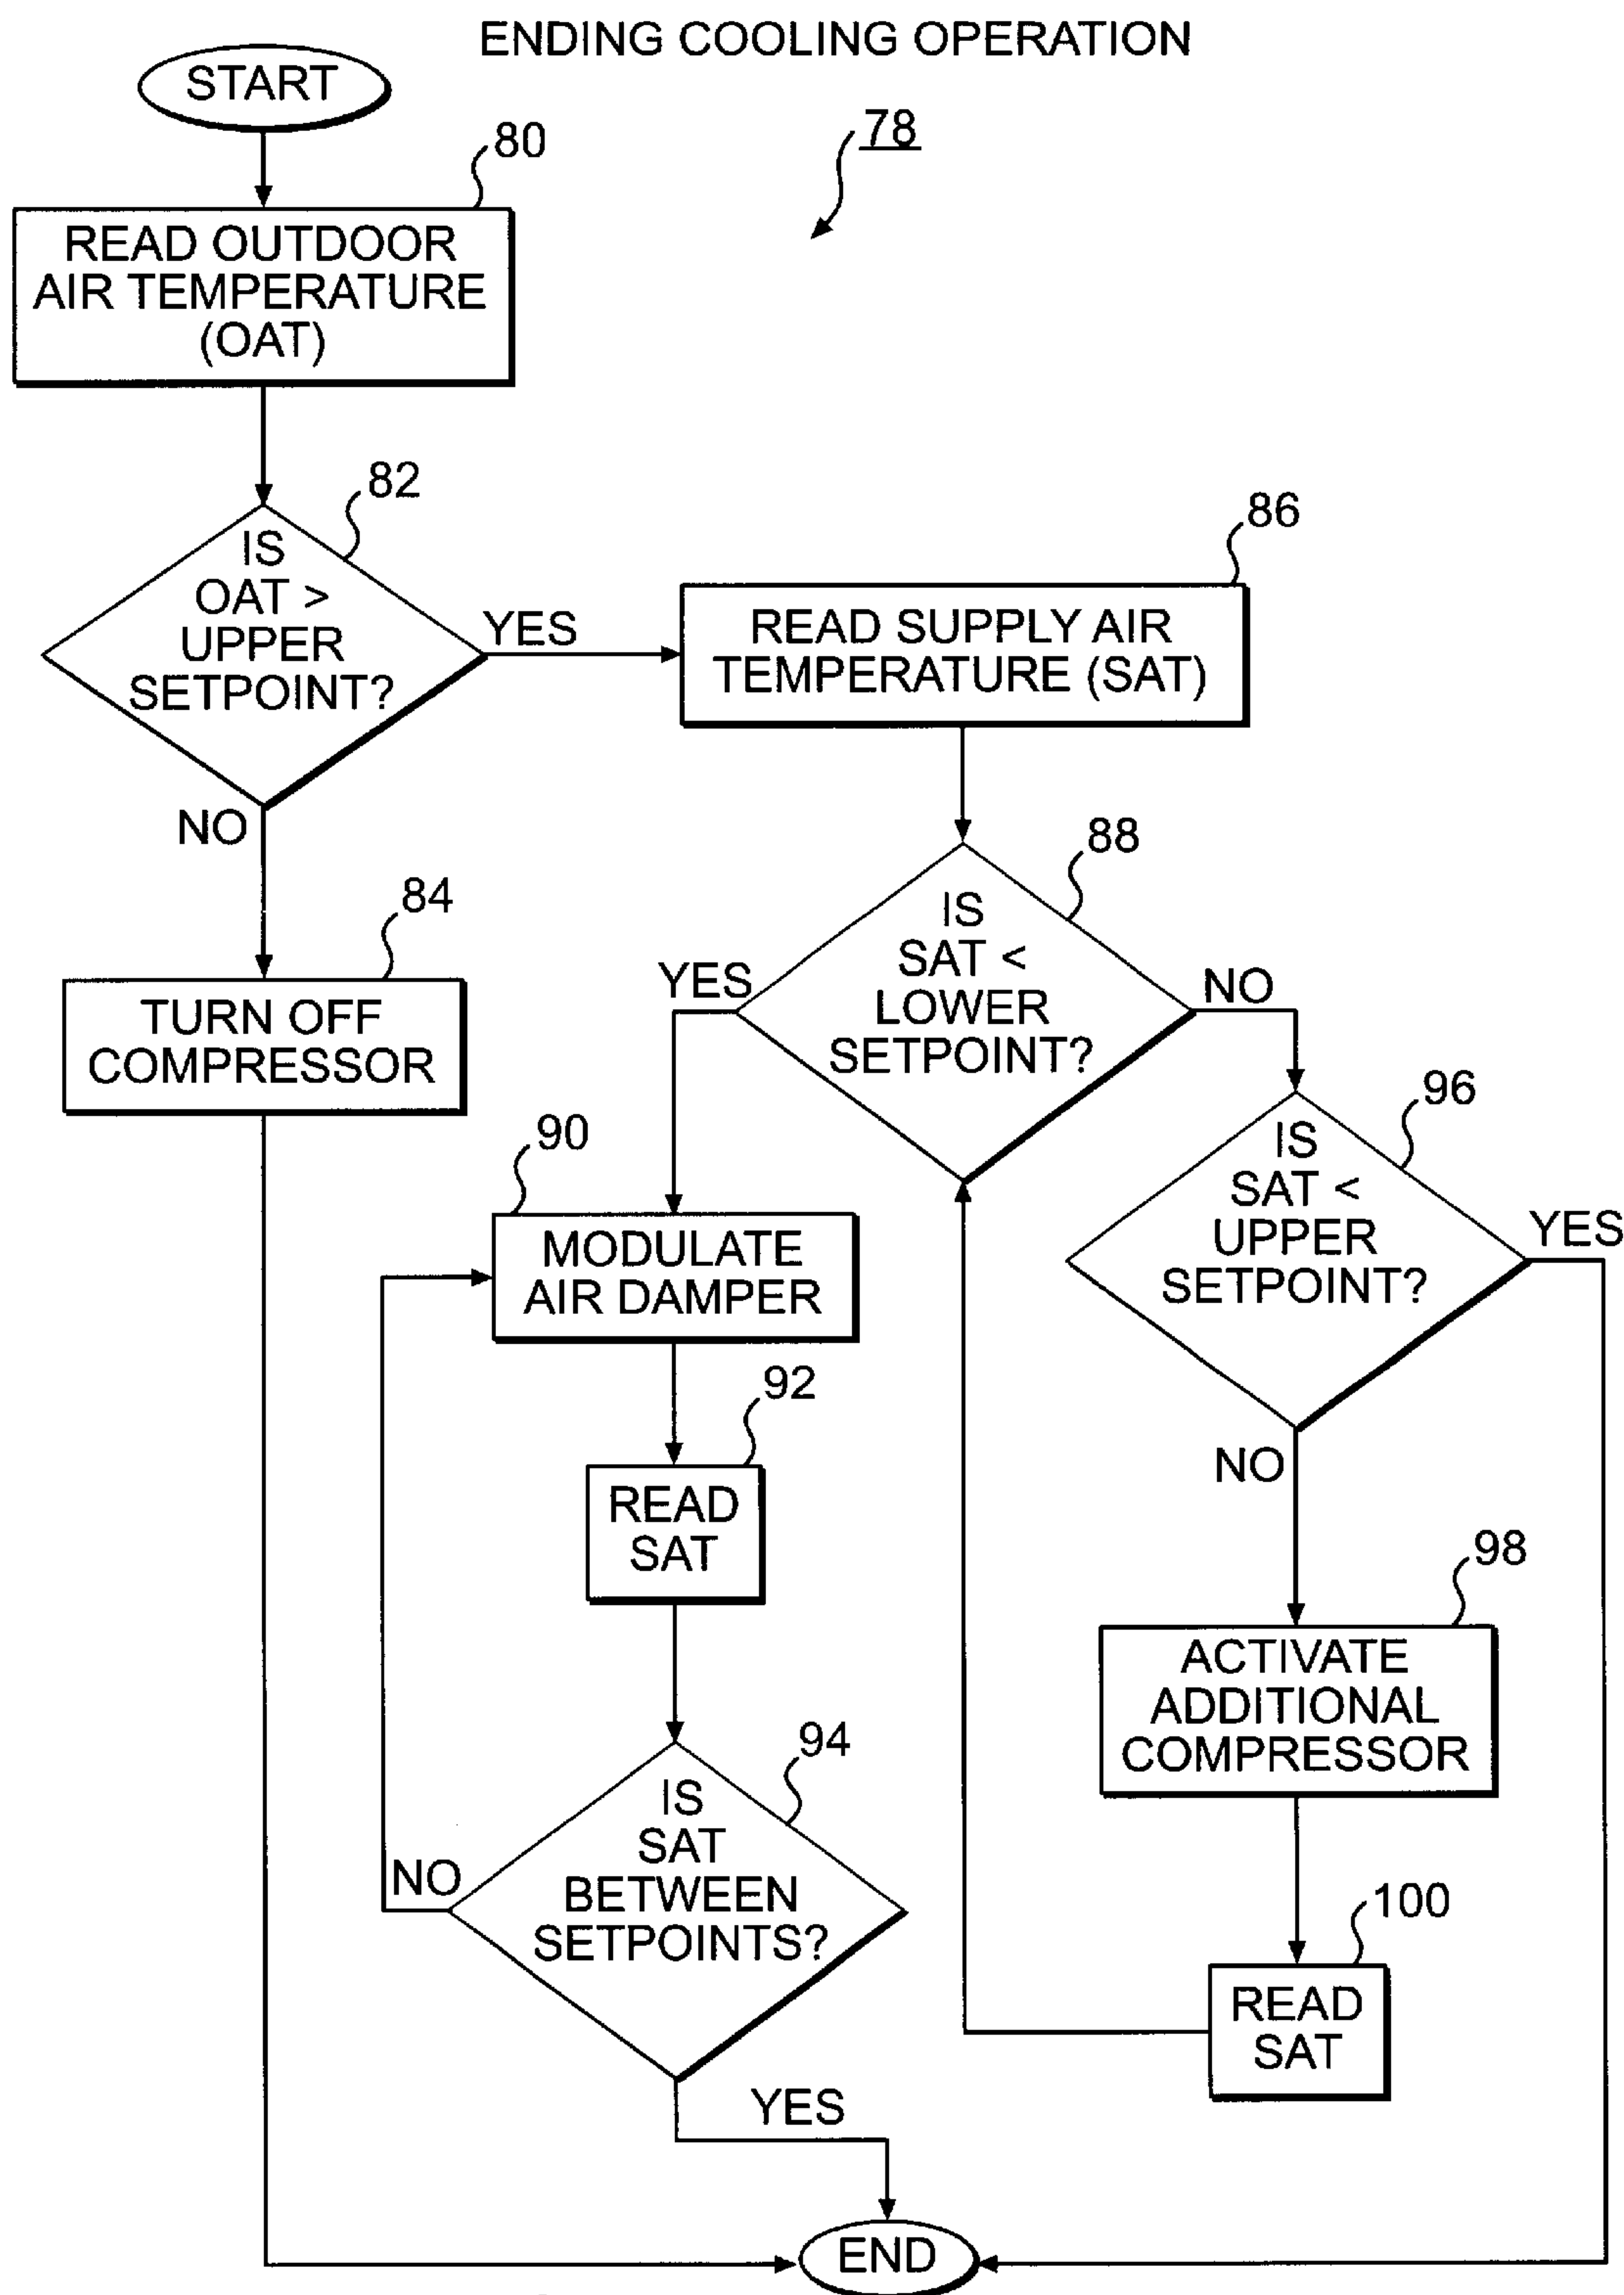 ENDING COOLING OPERATION
START
78
80
READ OUTDOOR
AIR TEMPERATURE
(OAT)
82
IS
OAT >
UPPER
SETPOINT?
YES
NO
86
READ SUPPLY AIR
TEMPERATURE (SAT)
84
TURN OFF
COMPRESSOR
88
IS
SAT <
LOWER
SETPOINT?
YES
NO
90
MODULATE
AIR DAMPER
96
IS
SAT <
UPPER
SETPOINT?
YES
NO
92
READ
SAT
98
ACTIVATE
ADDITIONAL
COMPRESSOR
94
IS
SAT
BETWEEN
SETPOINTS?
NO
YES
100
READ
SAT
END